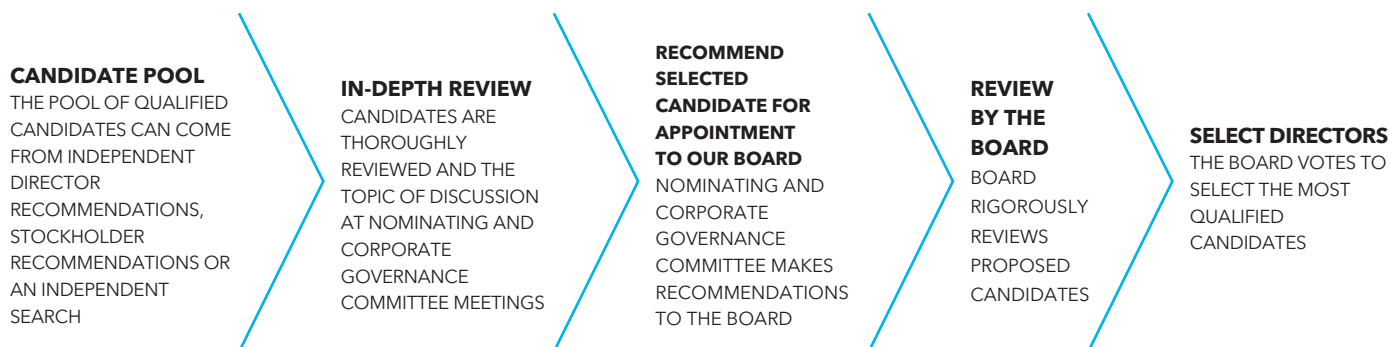 CANDIDATE POOL
THE POOL OF QUALIFIED
CANDIDATES CAN COME
FROM INDEPENDENT
DIRECTOR
RECOMMENDATIONS,
STOCKHOLDER
RECOMMENDATIONS OR
AN INDEPENDENT
SEARCH
IN-DEPTH REVIEW
CANDIDATES ARE
THOROUGHLY
REVIEWED AND THE
TOPIC OF DISCUSSION
AT NOMINATING AND
CORPORATE
GOVERNANCE
COMMITTEE MEETINGS
RECOMMEND
SELECTED
CANDIDATE FOR
APPOINTMENT
TO OUR BOARD
NOMINATING AND
CORPORATE
GOVERNANCE
COMMITTEE MAKES
RECOMMENDATIONS
TO THE BOARD
REVIEW
BY THE
BOARD
BOARD
RIGOROUSLY
REVIEWS
PROPOSED
CANDIDATES
SELECT DIRECTORS
THE BOARD VOTES TO
SELECT THE MOST
QUALIFIED
CANDIDATES